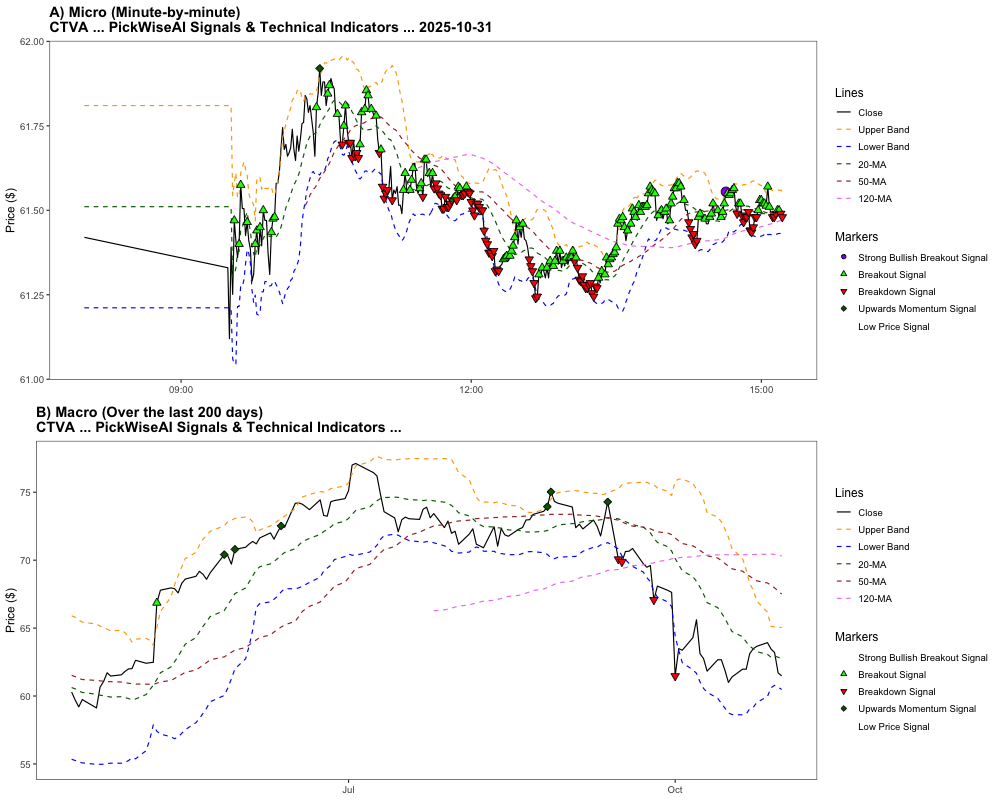 A) Micro (Minute-by-minute)
CTVA ... PickWiseAI Signals & Technical Indicators ... 2025-10-31
Price ($)
62.00
61.75
61.50
61.25
61.00
09:00
12:00
15:00
Lines
Close
Upper Band
Lower Band
20-MA
50-MA
120-MA
Markers
Strong Bullish Breakout Signal
Breakout Signal
Breakdown Signal
Upwards Momentum Signal
Low Price Signal
B) Macro (Over the last 200 days)
CTVA ... PickWiseAI Signals & Technical Indicators ...
Price ($)
75
70
65
60
55
Jul
Oct
Lines
Close
Upper Band
Lower Band
20-MA
50-MA
120-MA
Markers
Strong Bullish Breakout Signal
Breakout Signal
Breakdown Signal
Upwards Momentum Signal
Low Price Signal